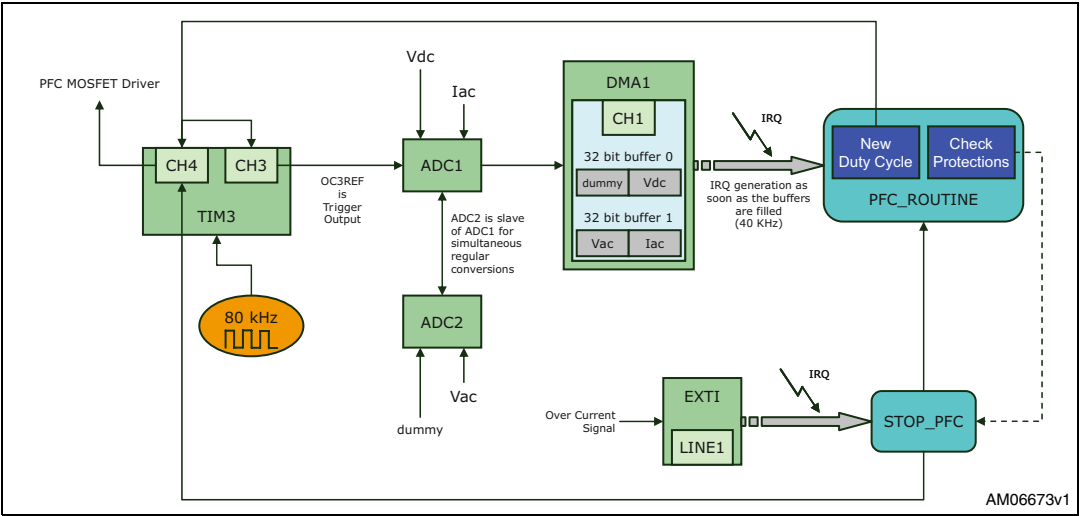 Vdc
Iac
PFC MOSFET Driver
CH4
CH3
TIM3
OC3REF
is
Trigger
Output
80 kHz
ADC1
ADC2 is slave
of ADC1 for
simultaneous
regular
conversions
ADC2
Vac
dummy
DMA1
CH1
32 bit buffer 0
dummy
Vdc
32 bit buffer 1
Vac
Iac
IRQ
IRQ generation as
soon as the buffers
are filled
(40 KHz)
New
Duty Cycle
Check
Protections
PFC_ROUTINE
Over Current
Signal
EXTI
LINE1
IRQ
STOP_PFC
AM06673v1